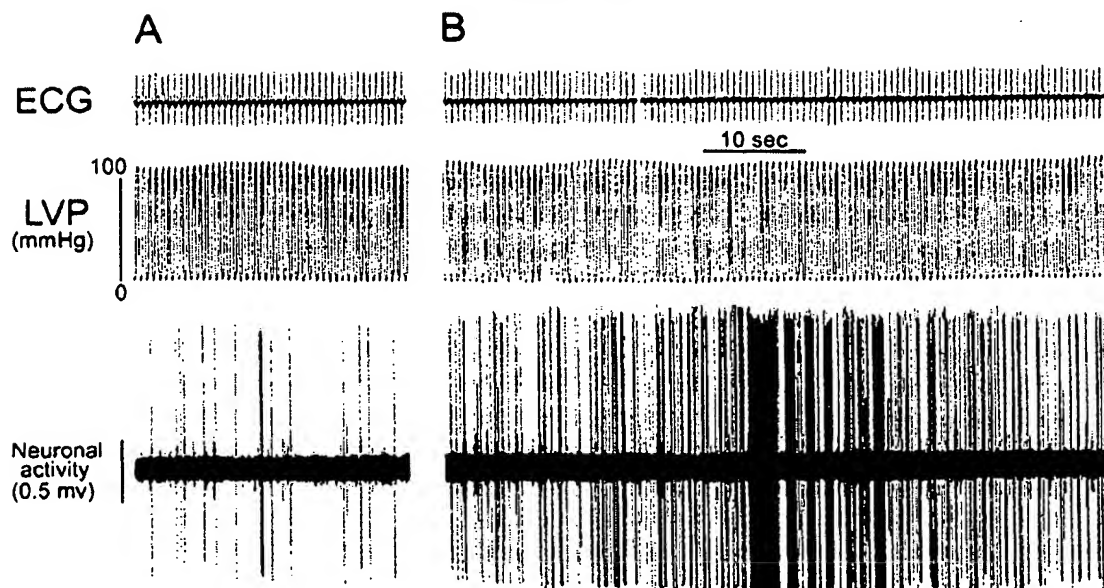 A
B
ECG
10 sec
100
LVP
(mmHg)
0
Neuronal
activity
(0.5 mv)